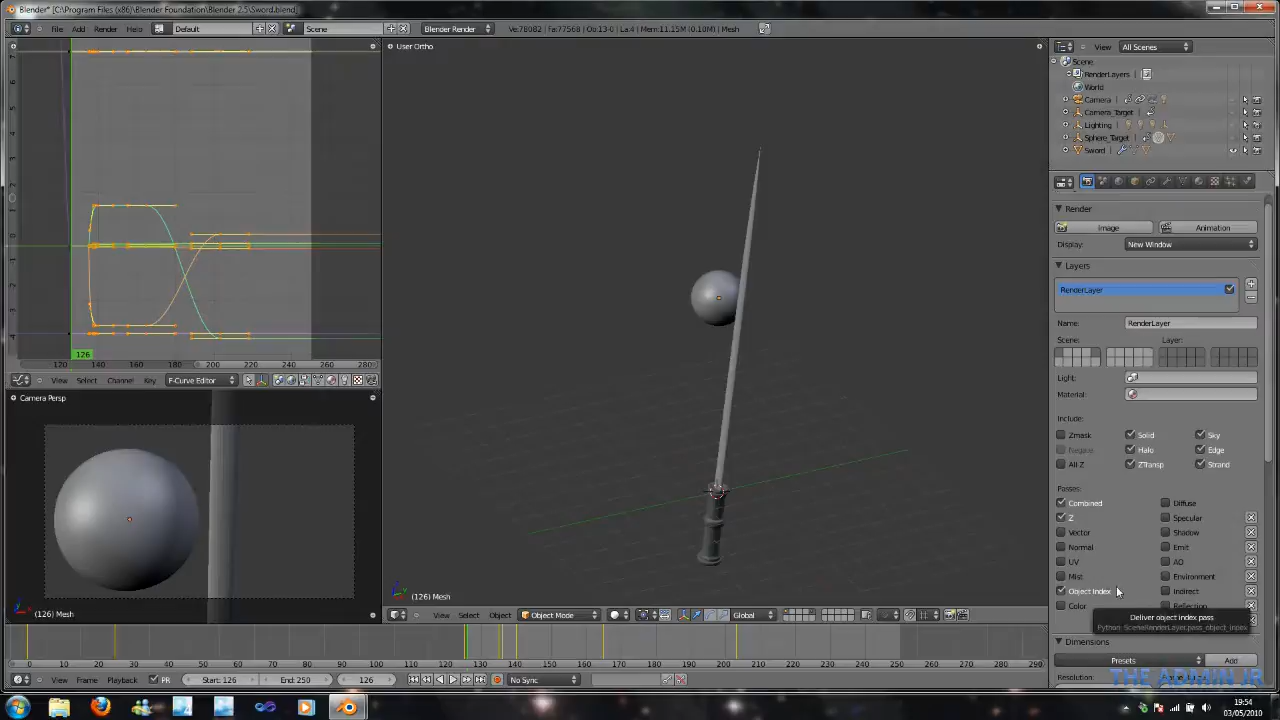 Blender* [C:\Program Files (x86)\Blender Foundation\Blender 2.5\Sword.blend]
File Add Render Help Default Scene Blender Render Ve:78082 | Fa:77568 | Ob:13-0 | La:4 | Mem:11.15M (0.10M) | Mesh
User Ortho
View All Scenes
Scene
RenderLayers
World
Camera
Camera_Target
Lighting
Sphere_Target
Sword
Render
Image Animation
Display: New Window
Layers
RenderLayer
Name: RenderLayer
Scene: Layer:
Light:
Material:
Include:
Zmask Solid Sky
Halo Edge
All Z ZTransp Strand
Passes:
Combined Diffuse
Z Specular
Vector Shadow
Normal Emit
UV AO
Mist Environment
Object Index Indirect
Color Reflection
Deliver object index pass
Python: SceneRenderLayer.pass_object_index
Dimensions
Presets Add
Resolution:
THE ADMIN JR
126
120 140 160 180 200 220 240 260 280
View Select Channel Key F-Curve Editor
Camera Persp
(126) Mesh
(126) Mesh
View Select Object Object Mode Global
0 10 20 30 40 50 60 70 80 90 100 110 120 130 140 150 160 170 180 190 200 210 220 230 240 250 260 270 280 290
View Frame Playback PR Start: 126 End: 250 126 No Sync
19:54
03/05/2010